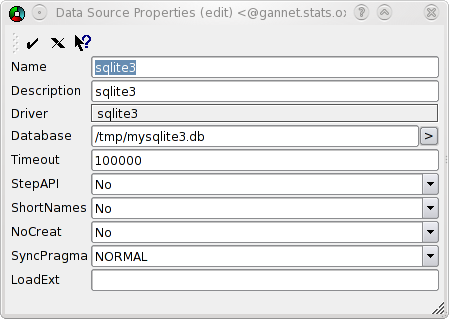 Data Source Properties (edit) <@gannet.stats.ox
Name sqlite3
Description sqlite3
Driver sqlite3
Database /tmp/mysqlite3.db >
Timeout 100000
StepAPI No
ShortNames No
NoCreat No
SyncPragma NORMAL
LoadExt